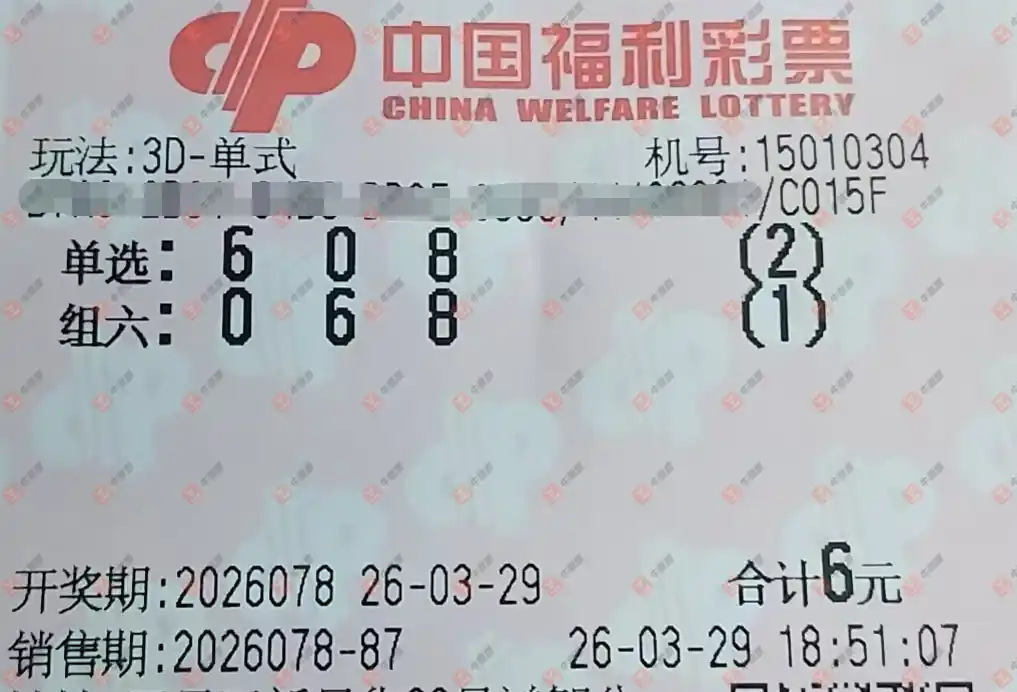 中国福利彩票
CHINA WELFARE LOTTERY
玩法:3D-单式 机号:15010304
/C015F
单选: 6 0 8 (2)
组六: 0 6 8 (1)
开奖期:2026078 26-03-29 合计6元
销售期:2026078-87 26-03-29 18:51:07